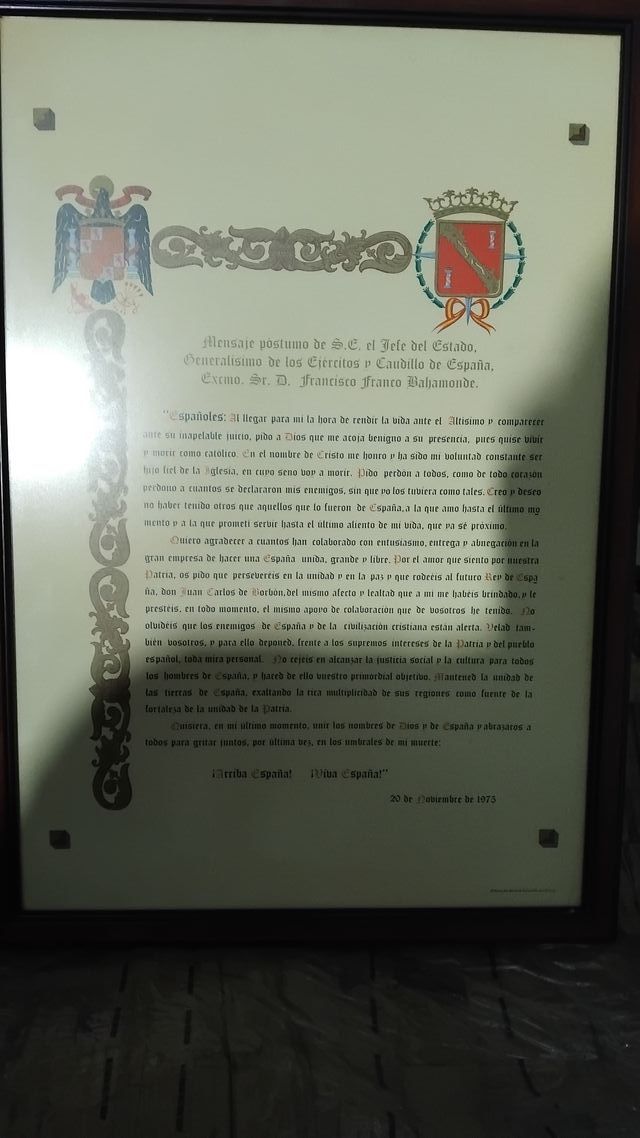 Mensaje póstumo de S.E. el Jefe del Estado,
Generalísimo de los Ejércitos y Caudillo de España,
Excmo. Sr. D. Francisco Franco Bahamonde.
"Españoles: Al llegar para mí la hora de rendir la vida ante el Altísimo y comparecer
ante su inapelable juicio, pido a Dios que me acoja benigno a su presencia, pues quise vivir
y morir como católico. En el nombre de Cristo me honro y ha sido mi voluntad constante ser
hijo fiel de la Iglesia, en cuyo seno voy a morir. Pido perdón a todos, como de todo corazón
perdono a cuantos se declararon mis enemigos, sin que yo los tuviera como tales. Creo y deseo
no haber tenido otros que aquellos que lo fueron de España, a la que amo hasta el último mo
mento y a la que prometí servir hasta el último aliento de mi vida, que ya sé próximo.
Quiero agradecer a cuantos han colaborado con entusiasmo, entrega y abnegación en la
gran empresa de hacer una España unida, grande y libre. Por el amor que siento por nuestra
Patria, os pido que perseveréis en la unidad y en la paz y que rodeéis al futuro Rey de Espa
ña, don Juan Carlos de Borbón, del mismo afecto y lealtad que a mí me habéis brindado, y le
prestéis, en todo momento, el mismo apoyo de colaboración que de vosotros he tenido. No
olvidéis que los enemigos de España y de la civilización cristiana están alerta. Velad tam-
bién vosotros, y para ello deponed, frente a los supremos intereses de la Patria y del pueblo
español, toda mira personal. No cejéis en alcanzar la justicia social y la cultura para todos
los hombres de España, y haced de ello vuestro primordial objetivo. Mantened la unidad de
las tierras de España, exaltando la rica multiplicidad de sus regiones como fuente de la
fortaleza de la unidad de la Patria.
Quisiera, en mi último momento, unir los nombres de Dios y de España y abrazaros a
todos para gritar juntos, por última vez, en los umbrales de mi muerte:
¡Arriba España! ¡Viva España!"
20 de Noviembre de 1975